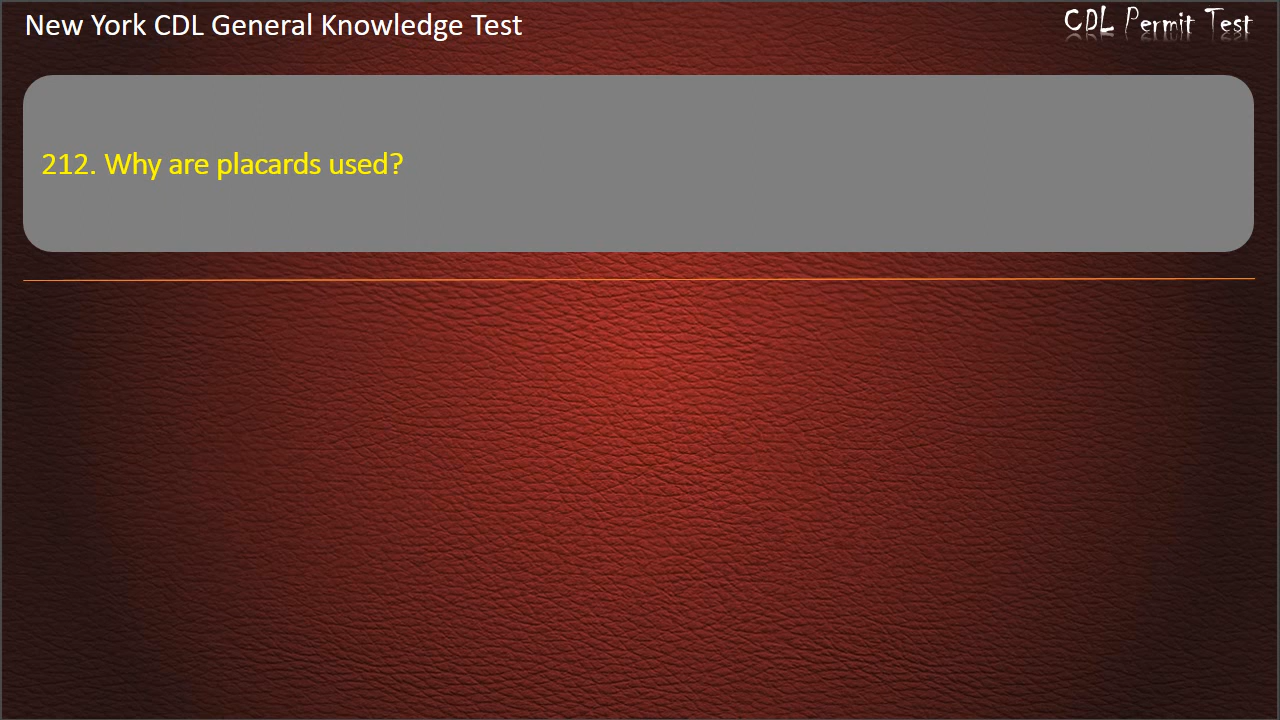 New York CDL General Knowledge Test
CDL Permit Test
212. Why are placards used?